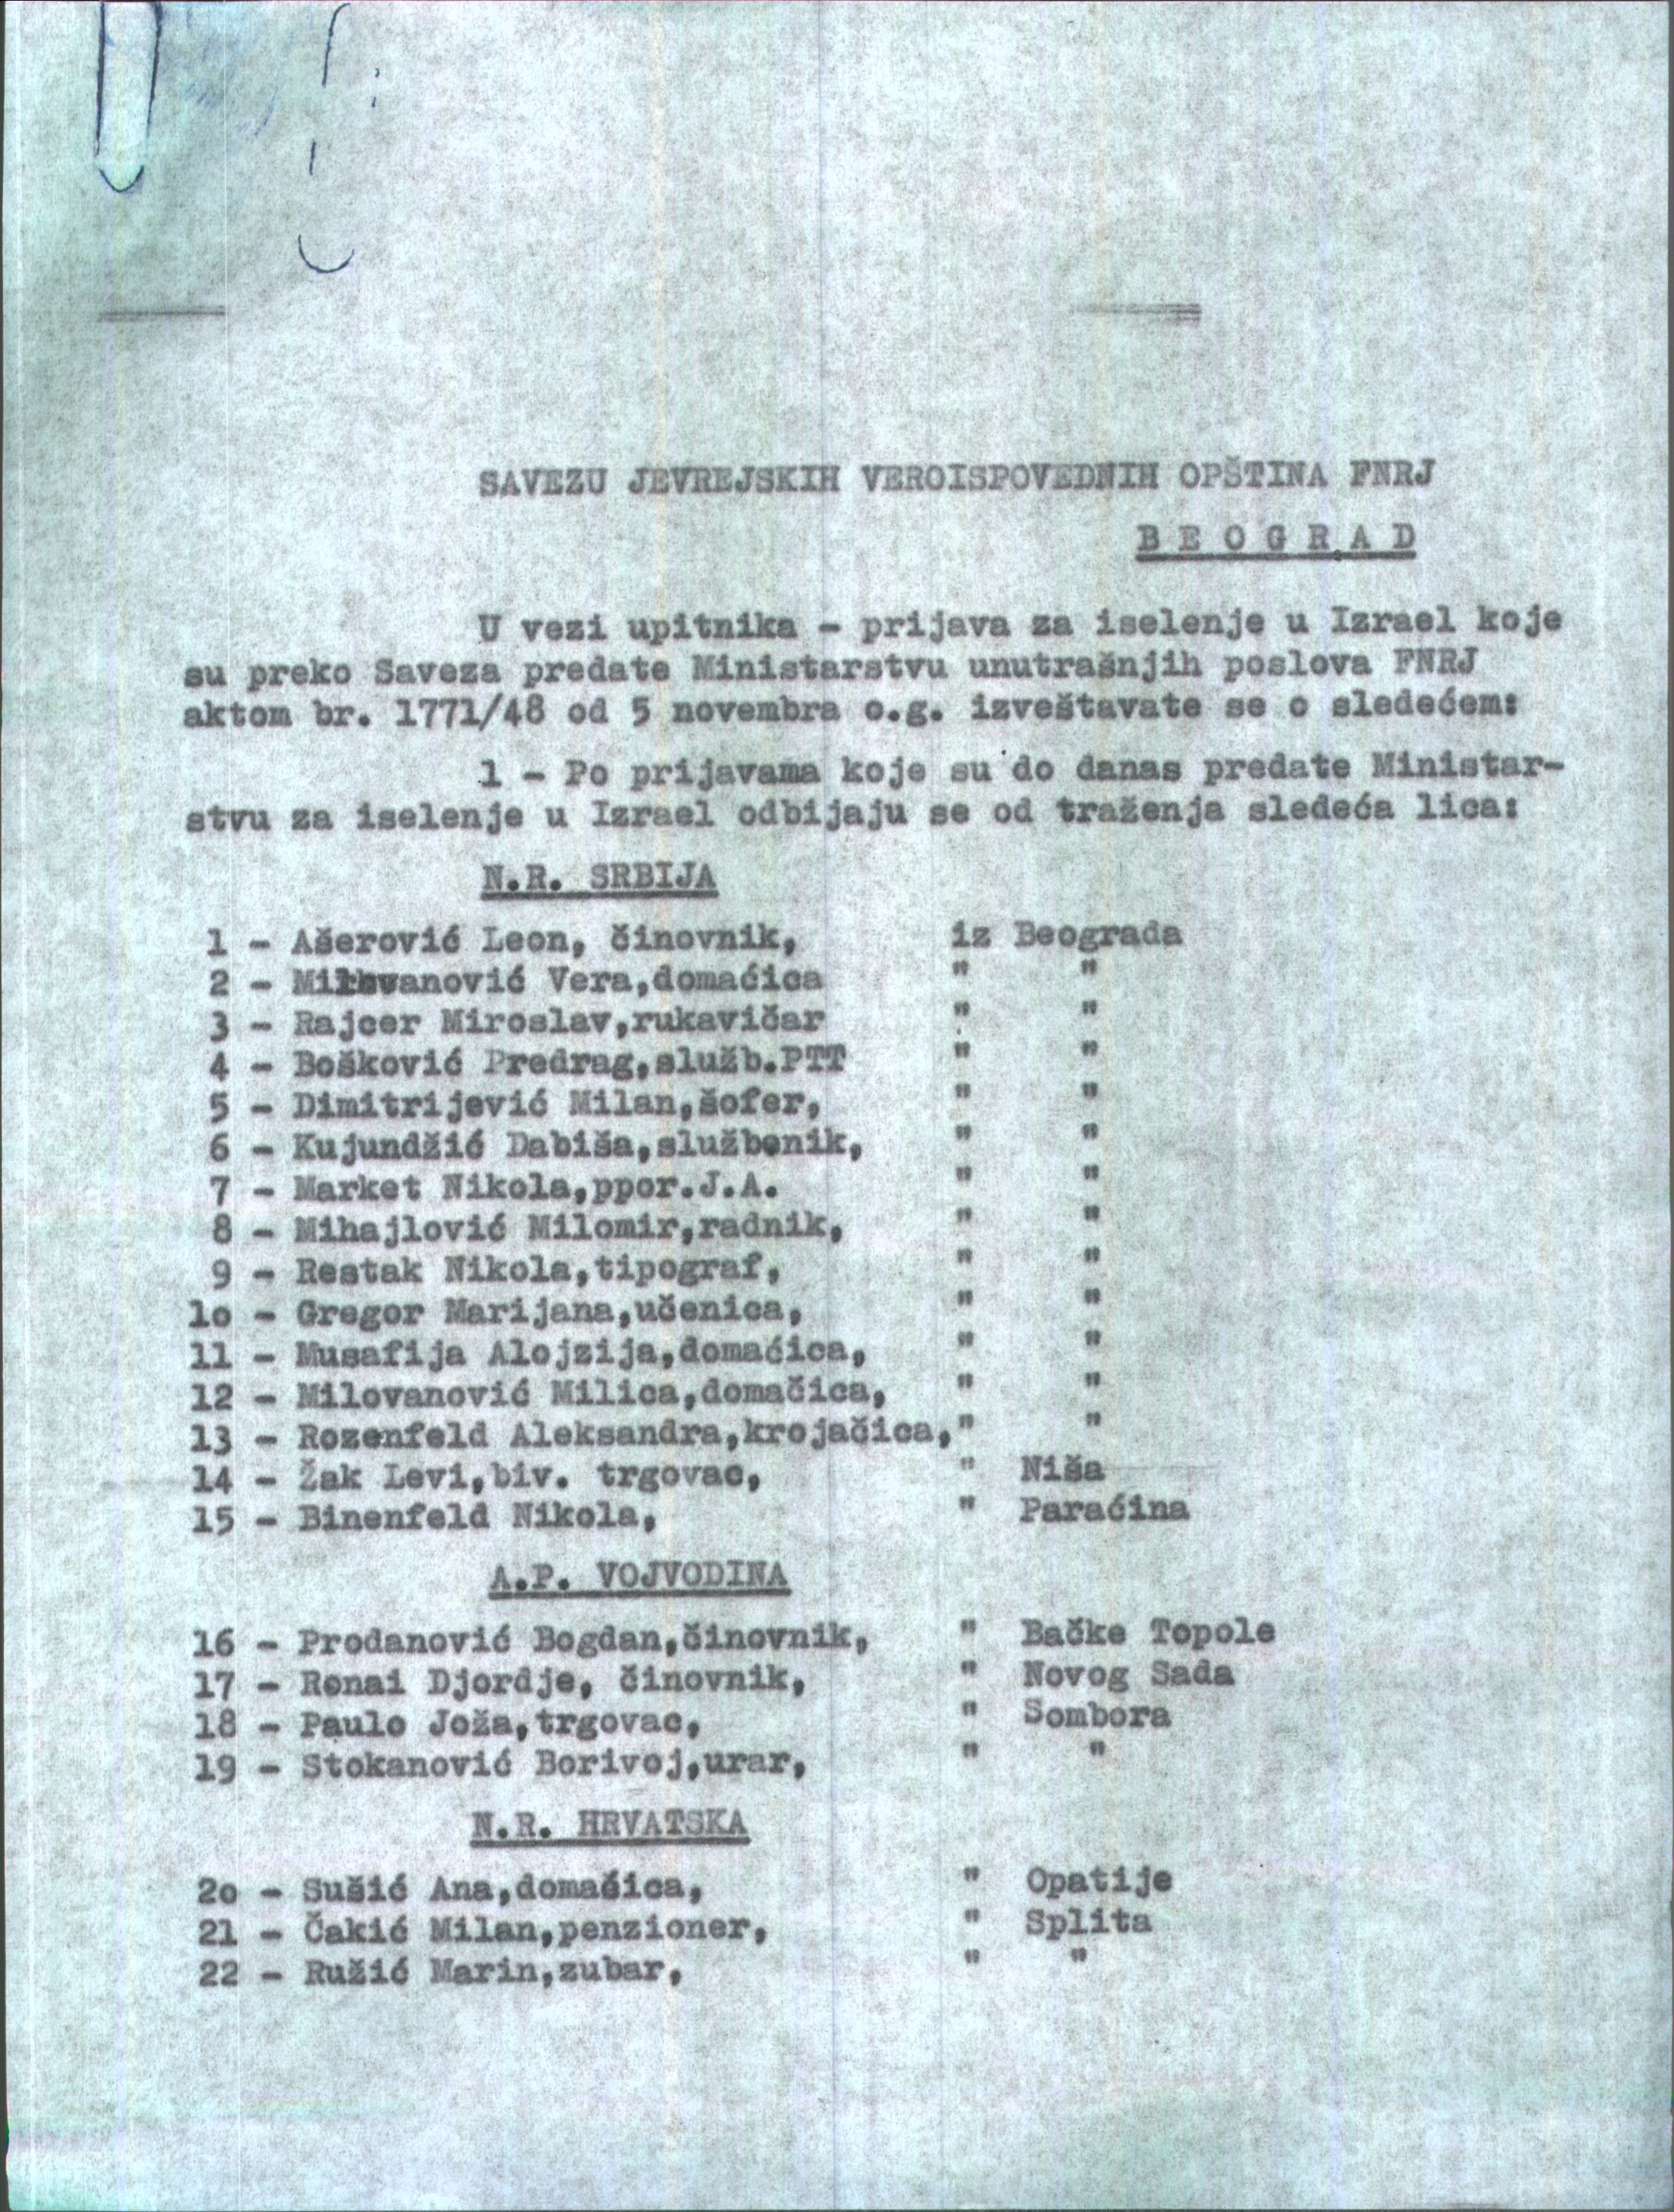 SAVEZU JEVREJSKIH VEROISPOVEDNIH OPŠTINA FNRJ
B E O G R A D
U vezi upitnika - prijava za iselenje u Izrael koje
su preko Saveza predate Ministarstvu unutrašnjih poslova FNRJ
aktom br. 1771/48 od 5 novembra o.g. izveštavate se o sledećem:
1 - Po prijavama koje su do danas predate Ministar-
stvu za iselenje u Izrael odbijaju se od traženja sledeća lica:
N.R. SRBIJA
1 - Ašerović Leon, činovnik, iz Beograda
2 - Vera,domaćica " "
3 - Rajcer Miroslav,rukavičar " "
4 - Bošković Predrag,služb.PTT " "
5 - Dimitrijević Milan,šofer, " "
6 - Kujundžić Dabiša,službenik, " "
7 - Market Nikola,ppor.J.A. " "
8 - Mihajlović Milomir,radnik, " "
9 - Restak Nikola,tipograf, " "
1o - Gregor Marijana,učenica, " "
11 - Musafija Alojzija,domaćica, " "
12 - Milovanović Milica,domačica, " "
13 - Rozenfeld Aleksandra,krojačica," "
14 - Žak Levi,biv. trgovac, " Niša
15 - Binenfeld Nikola, " Paraćina
A.P. VOJVODINA
16 - Prodanović Bogdan,činovnik, " Bačke Topole
17 - Ronai Djordje, činovnik, " Novog Sada
18 - Paulo Joža,trgovac, " Sombora
19 - Stokanović Borivoj,urar, " "
N.R. HRVATSKA
2o - Sušić Ana,domaćica, " Opatije
21 - Čakić Milan,penzioner, " Splita
22 - Ružić Marin,zubar, " "